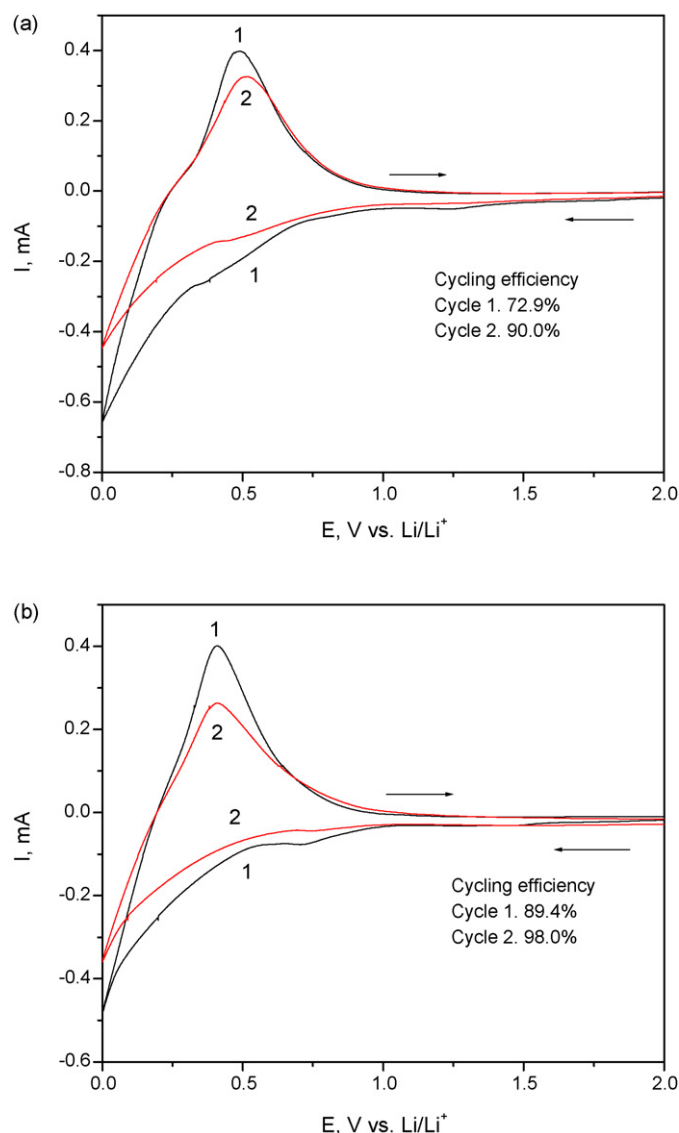 (a)
1
0.4
2
0.2
0.0
I, mA
-0.2
2
1
Cycling efficiency
Cycle 1. 72.9%
Cycle 2. 90.0%
-0.4
-0.6
-0.8
0.0 0.5 1.0 1.5 2.0
E, V vs. Li/Li⁺
(b)
1
0.4
2
0.2
0.0
I, mA
2
1
-0.2
Cycling efficiency
Cycle 1. 89.4%
Cycle 2. 98.0%
-0.4
-0.6
0.0 0.5 1.0 1.5 2.0
E, V vs. Li/Li⁺